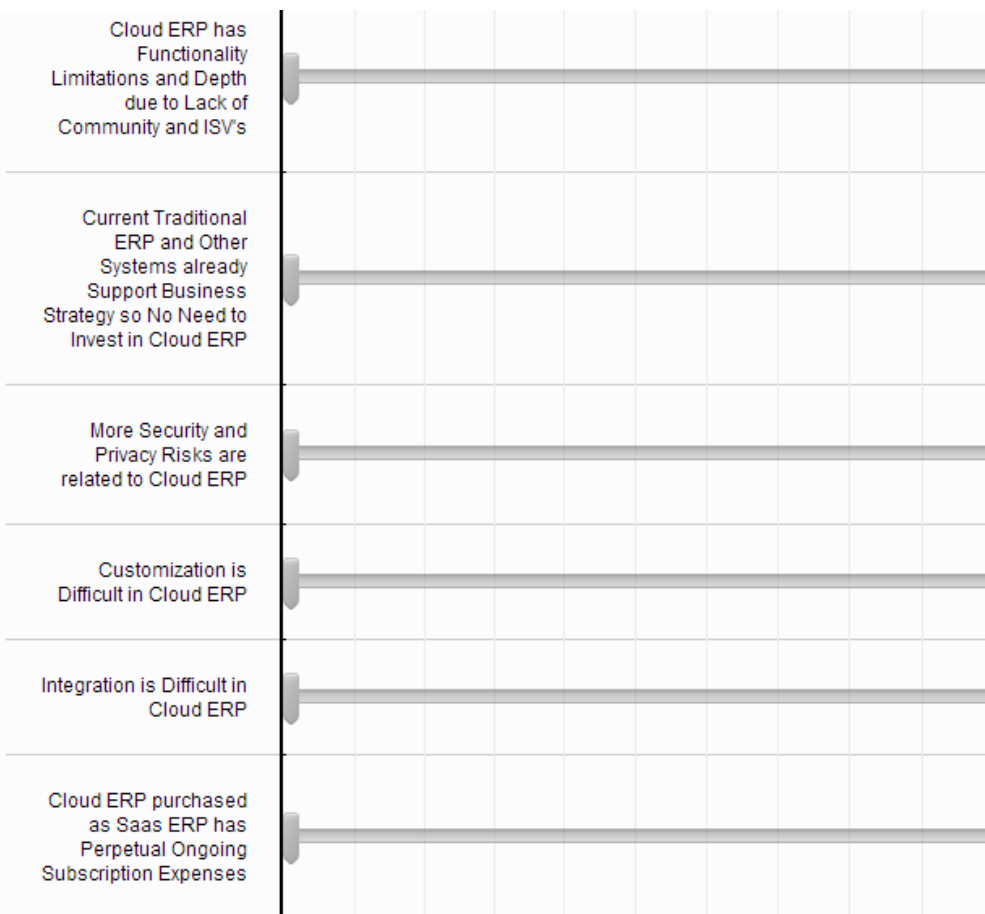 Cloud ERP has
Functionality
Limitations and Depth
due to Lack of
Community and ISV's
Current Traditional
ERP and Other
Systems already
Support Business
Strategy so No Need to
Invest in Cloud ERP
More Security and
Privacy Risks are
related to Cloud ERP
Customization is
Difficult in Cloud ERP
Integration is Difficult in
Cloud ERP
Cloud ERP purchased
as Saas ERP has
Perpetual Ongoing
Subscription Expenses